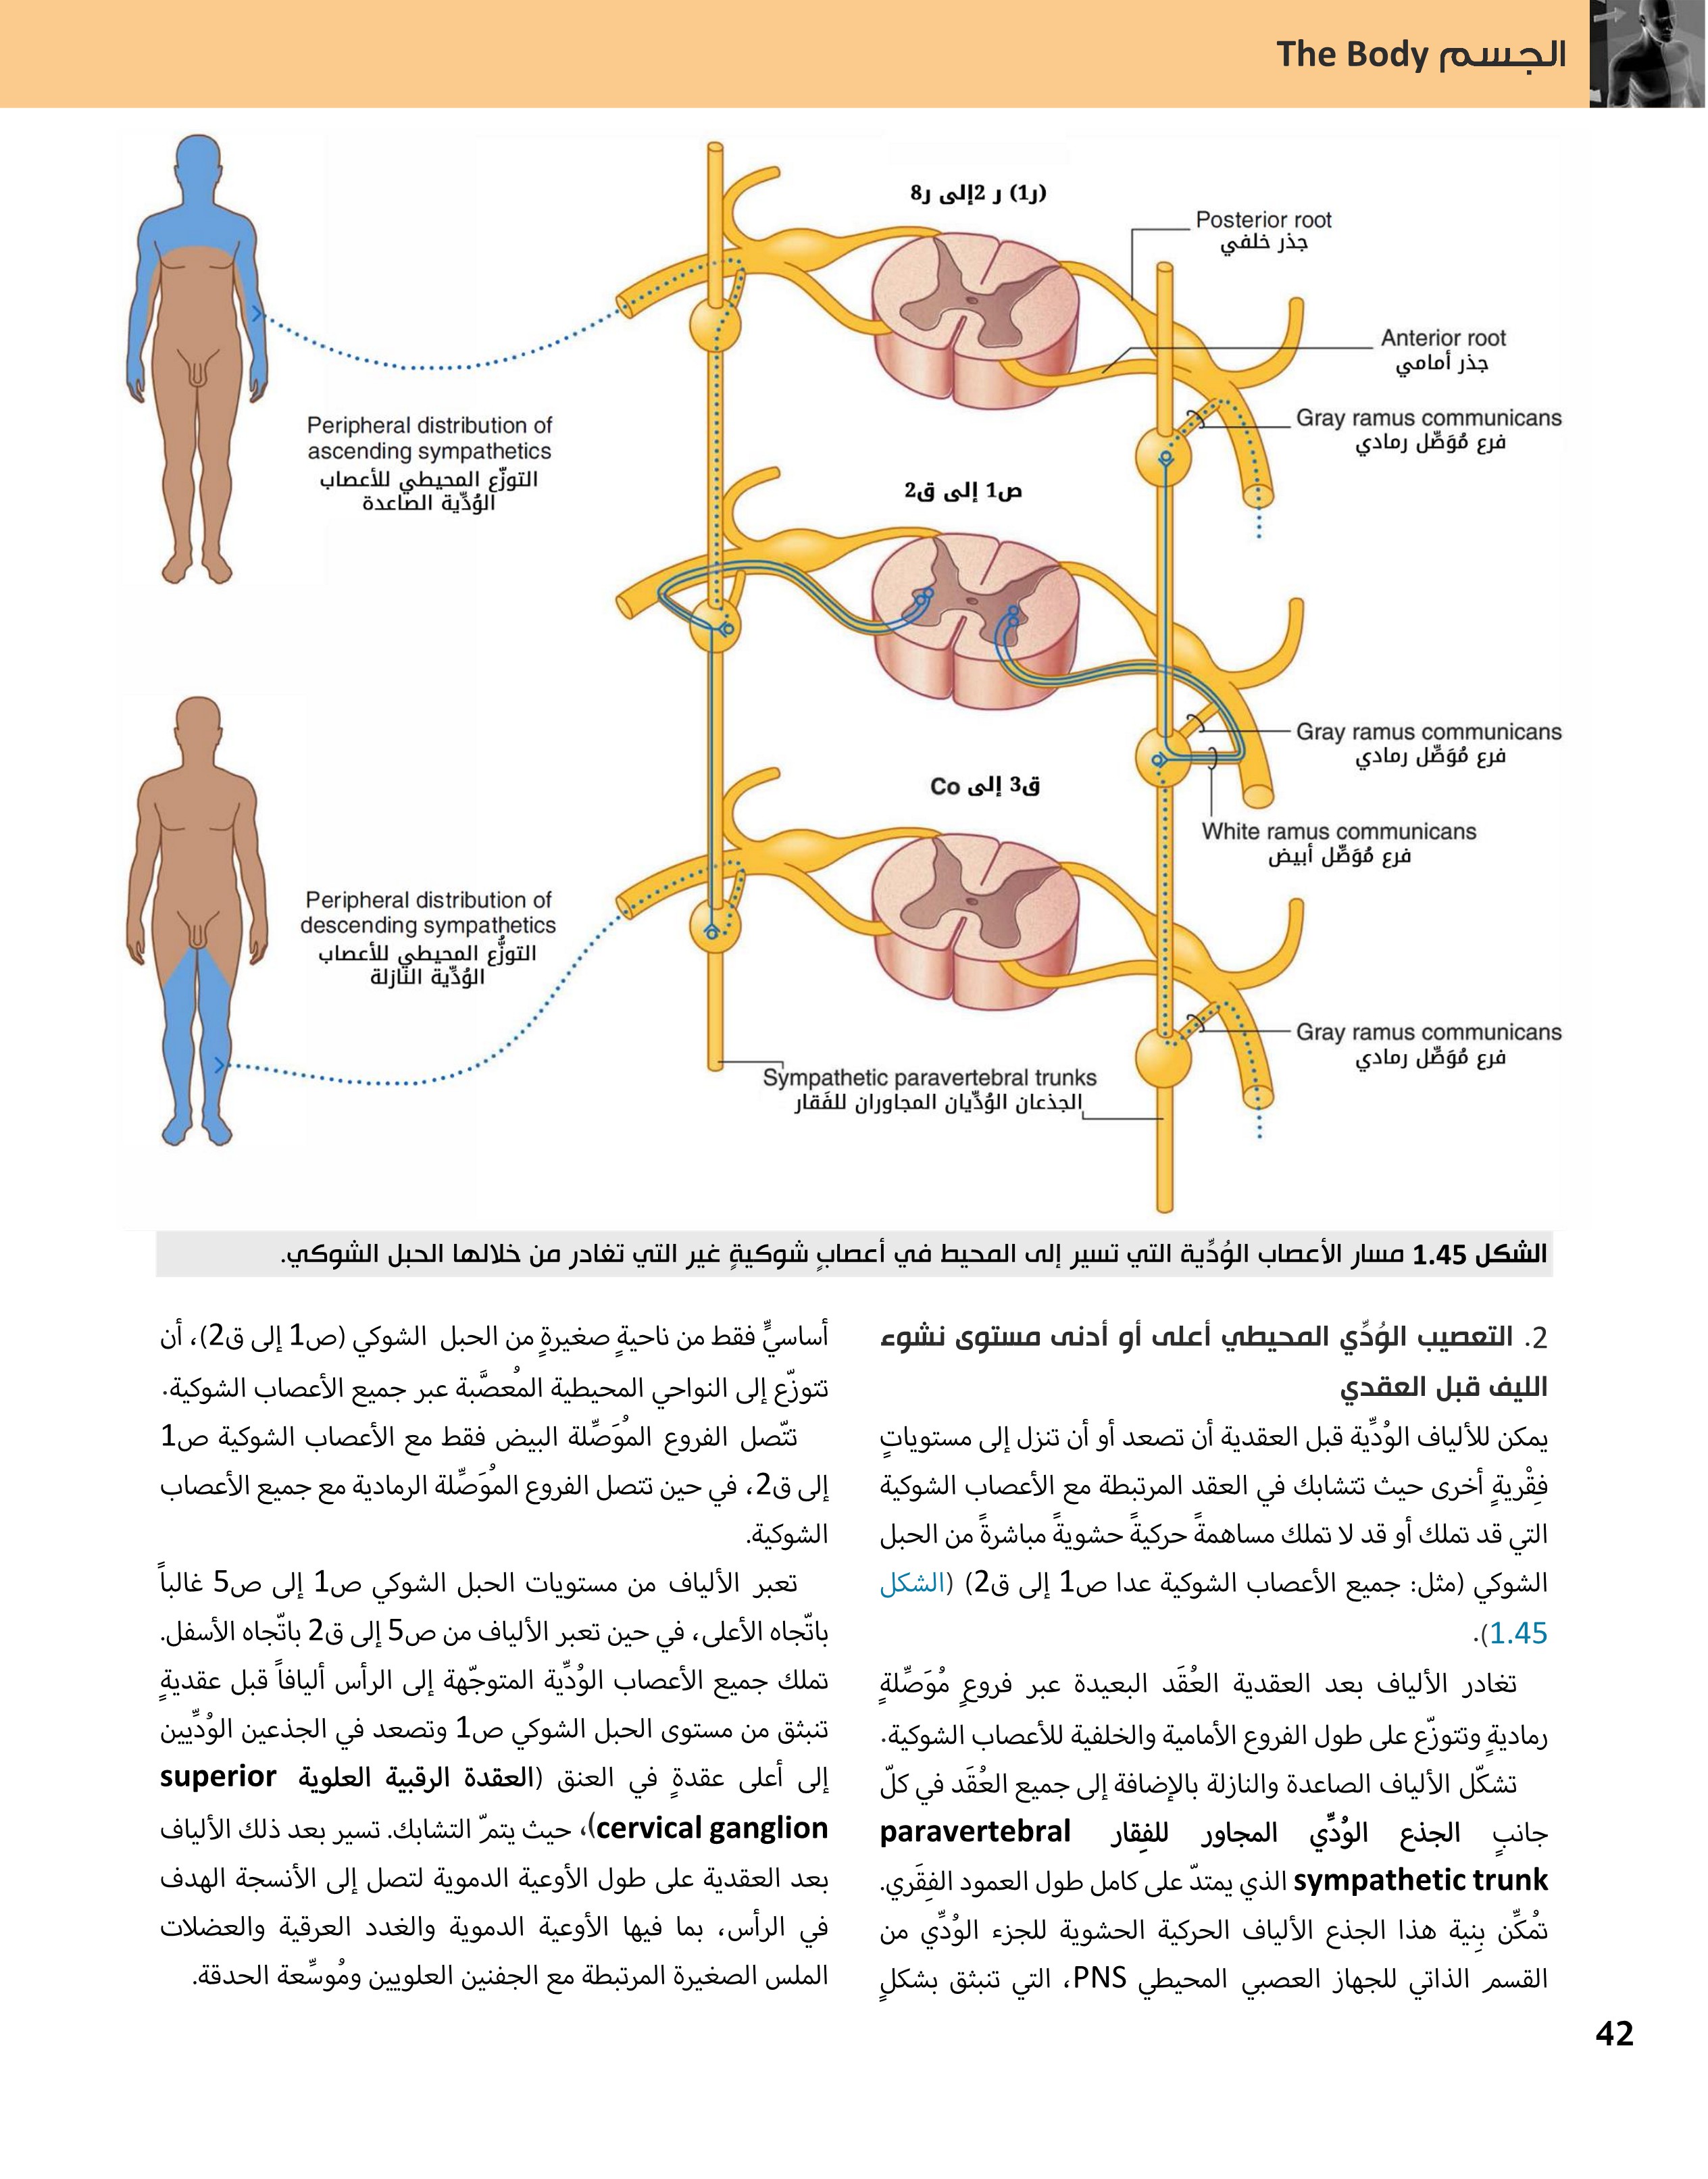 الجسم The Body
(ر1) ر 2إلى ر8
Posterior root
جذر خلفي
Anterior root
جذر أمامي
Gray ramus communicans
فرع مُوَصِّل رمادي
Peripheral distribution of
ascending sympathetics
التوزّع المحيطي للأعصاب
الوُدِّية الصاعدة
ص1 إلى ق2
Gray ramus communicans
فرع مُوَصِّل رمادي
White ramus communicans
فرع مُوَصِّل أبيض
ق3 إلى Co
Peripheral distribution of
descending sympathetics
التوزُّع المحيطي للأعصاب
الوُدِّية النازلة
Gray ramus communicans
فرع مُوَصِّل رمادي
Sympathetic paravertebral trunks
الجذعان الوُدِّيان المجاوران للفَقار
الشكل 1.45 مسار الأعصاب الوُدِّية التي تسير إلى المحيط في أعصابٍ شوكيةٍ غير التي تغادر من خلالها الحبل الشوكي.
2. التعصيب الوُدِّي المحيطي أعلى أو أدنى مستوى نشوء
الليف قبل العقدي
يمكن للألياف الوُدِّية قبل العقدية أن تصعد أو أن تنزل إلى مستوياتٍ
فِقْريةٍ أخرى حيث تتشابك في العقد المرتبطة مع الأعصاب الشوكية
التي قد تملك أو قد لا تملك مساهمةً حركيةً حشويةً مباشرةً من الحبل
الشوكي (مثل: جميع الأعصاب الشوكية عدا ص1 إلى ق2) (الشكل
1.45).
تغادر الألياف بعد العقدية العُقَد البعيدة عبر فروعٍ مُوَصِّلةٍ
رماديةٍ وتتوزّع على طول الفروع الأمامية والخلفية للأعصاب الشوكية.
تشكّل الألياف الصاعدة والنازلة بالإضافة إلى جميع العُقَد في كلّ
جانبٍ الجذع الوُدِّي المجاور للفِقار paravertebral
sympathetic trunk الذي يمتدّ على كامل طول العمود الفِقَري.
تمُكِّن بِنية هذا الجذع الألياف الحركية الحشوية للجزء الوُدِّي من
القسم الذاتي للجهاز العصبي المحيطي PNS، التي تنبثق بشكلٍ
أساسيٍّ فقط من ناحيةٍ صغيرةٍ من الحبل الشوكي (ص1 إلى ق2)، أن
تتوزّع إلى النواحي المحيطية المُعصَّبة عبر جميع الأعصاب الشوكية.
تتّصل الفروع المُوَصِّلة البيض فقط مع الأعصاب الشوكية ص1
إلى ق2، في حين تتصل الفروع المُوَصِّلة الرمادية مع جميع الأعصاب
الشوكية.
تعبر الألياف من مستويات الحبل الشوكي ص1 إلى ص5 غالباً
باتّجاه الأعلى، في حين تعبر الألياف من ص5 إلى ق2 باتّجاه الأسفل.
تملك جميع الأعصاب الوُدِّية المتوجّهة إلى الرأس أليافاً قبل عقديةٍ
تنبثق من مستوى الحبل الشوكي ص1 وتصعد في الجذعين الوُدِّيين
إلى أعلى عقدةٍ في العنق (العقدة الرقبية العلوية superior
cervical ganglion)، حيث يتمّ التشابك. تسير بعد ذلك الألياف
بعد العقدية على طول الأوعية الدموية لتصل إلى الأنسجة الهدف
في الرأس، بما فيها الأوعية الدموية والغدد العرقية والعضلات
الملس الصغيرة المرتبطة مع الجفنين العلويين ومُوسِّعة الحدقة.
42